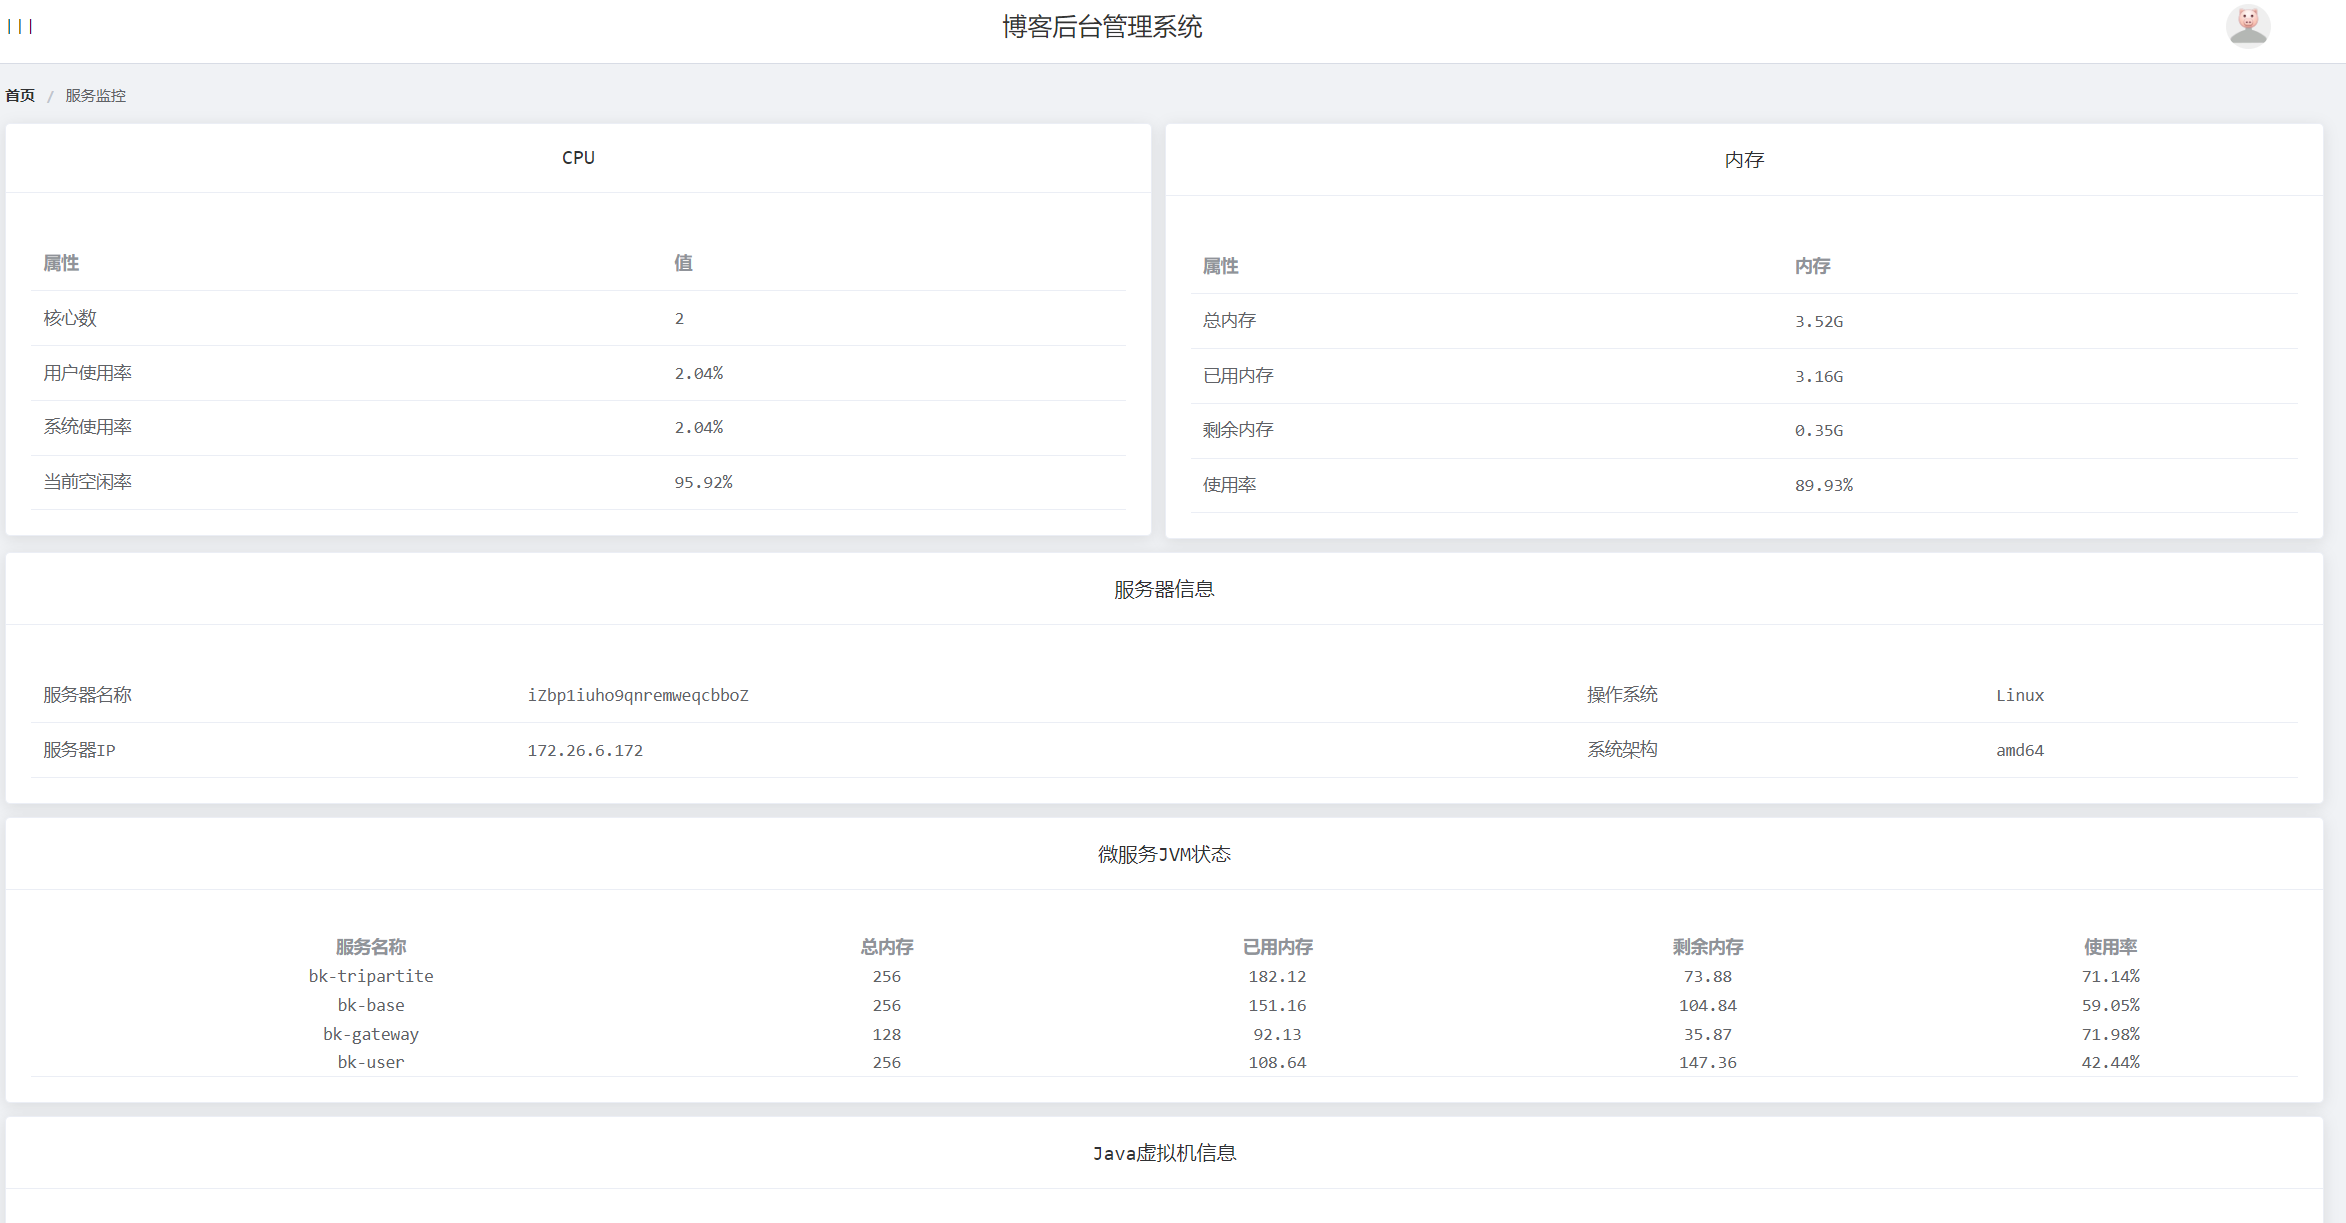 博客后台管理系统
首页 / 服务监控
CPU
属性 值
核心数 2
用户使用率 2.04%
系统使用率 2.04%
当前空闲率 95.92%
内存
属性 内存
总内存 3.52G
已用内存 3.16G
剩余内存 0.35G
使用率 89.93%
服务器信息
服务器名称 iZbp1iuho9qnremweqcbboZ 操作系统 Linux
服务器IP 172.26.6.172 系统架构 amd64
微服务JVM状态
服务名称 总内存 已用内存 剩余内存 使用率
bk-tripartite 256 182.12 73.88 71.14%
bk-base 256 151.16 104.84 59.05%
bk-gateway 128 92.13 35.87 71.98%
bk-user 256 108.64 147.36 42.44%
Java虚拟机信息